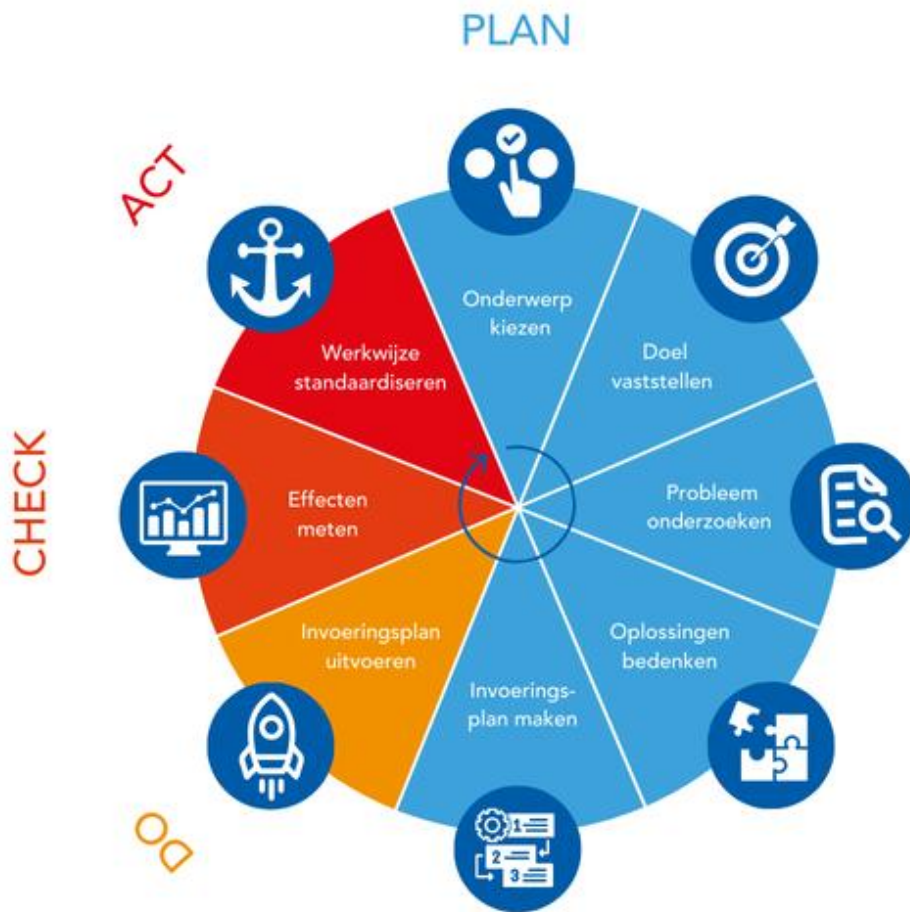 PLAN
Onderwerp
kiezen
Doel
vaststellen
Probleem
onderzoeken
Oplossingen
bedenken
Invoerings-
plan maken
1
2
3
DO
Invoeringsplan
uitvoeren
CHECK
Effecten
meten
ACT
Werkwijze
standaardiseren